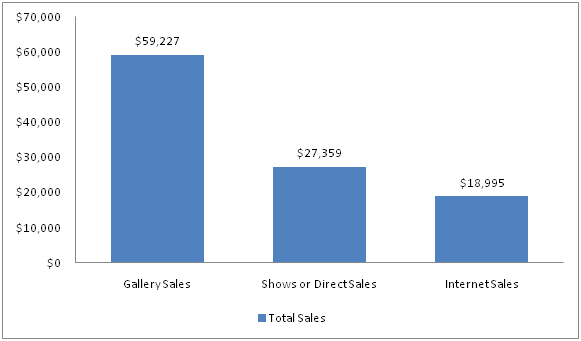 $70,000
$60,000
$50,000
$40,000
$30,000
$20,000
$10,000
$0
$59,227
$27,359
$18,995
Gallery Sales
Shows or Direct Sales
Internet Sales
Total Sales